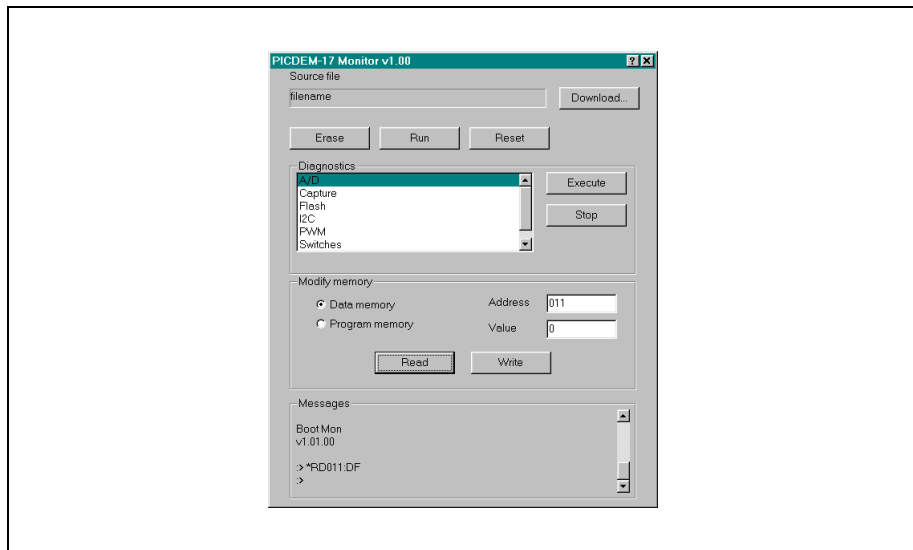 PICDEM-17 Monitor v1.00
Source file
filename
Download...
Erase Run Reset
Diagnostics
A/D
Capture
Flash
I2C
PWM
Switches
Execute
Stop
Modify memory
Data memory
Program memory
Address 011
Value 0
Read Write
Messages
Boot Mon
v1.01.00
:> *RD011:DF
:>